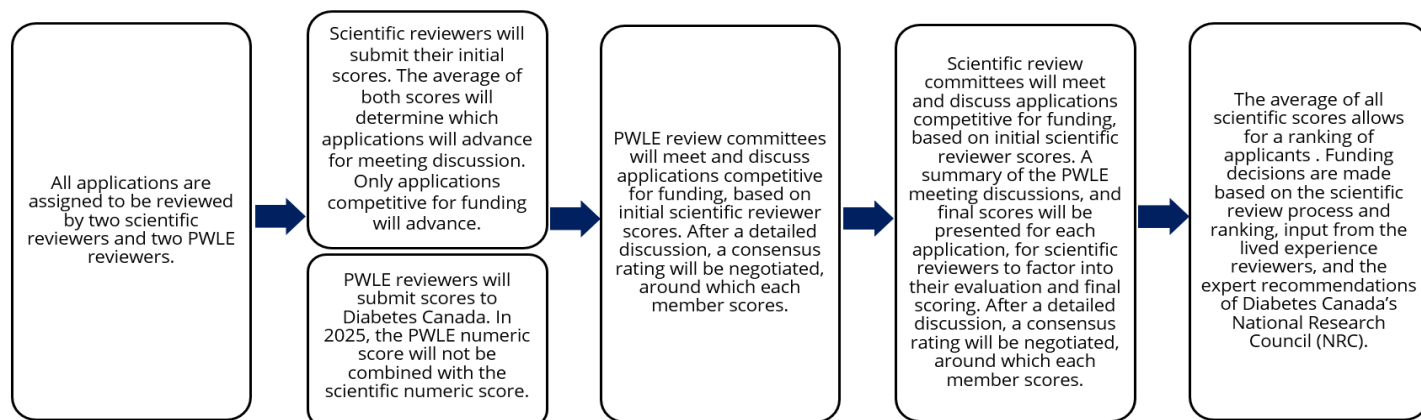 All applications are
assigned to be reviewed
by two scientific
reviewers and two PWLE
reviewers.
Scientific reviewers will
submit their initial
scores. The average of
both scores will
determine which
applications will advance
for meeting discussion.
Only applications
competitive for funding
will advance.
PWLE reviewers will
submit scores to
Diabetes Canada. In
2025, the PWLE numeric
score will not be
combined with the
scientific numeric score.
PWLE review committees
will meet and discuss
applications competitive
for funding, based on
initial scientific reviewer
scores. After a detailed
discussion, a consensus
rating will be negotiated,
around which each
member scores.
Scientific review
committees will meet
and discuss applications
competitive for funding,
based on initial scientific
reviewer scores. A
summary of the PWLE
meeting discussions, and
final scores will be
presented for each
application, for scientific
reviewers to factor into
their evaluation and final
scoring. After a detailed
discussion, a consensus
rating will be negotiated,
around which each
member scores.
The average of all
scientific scores allows
for a ranking of
applicants . Funding
decisions are made
based on the scientific
review process and
ranking, input from the
lived experience
reviewers, and the
expert recommendations
of Diabetes Canada’s
National Research
Council (NRC).